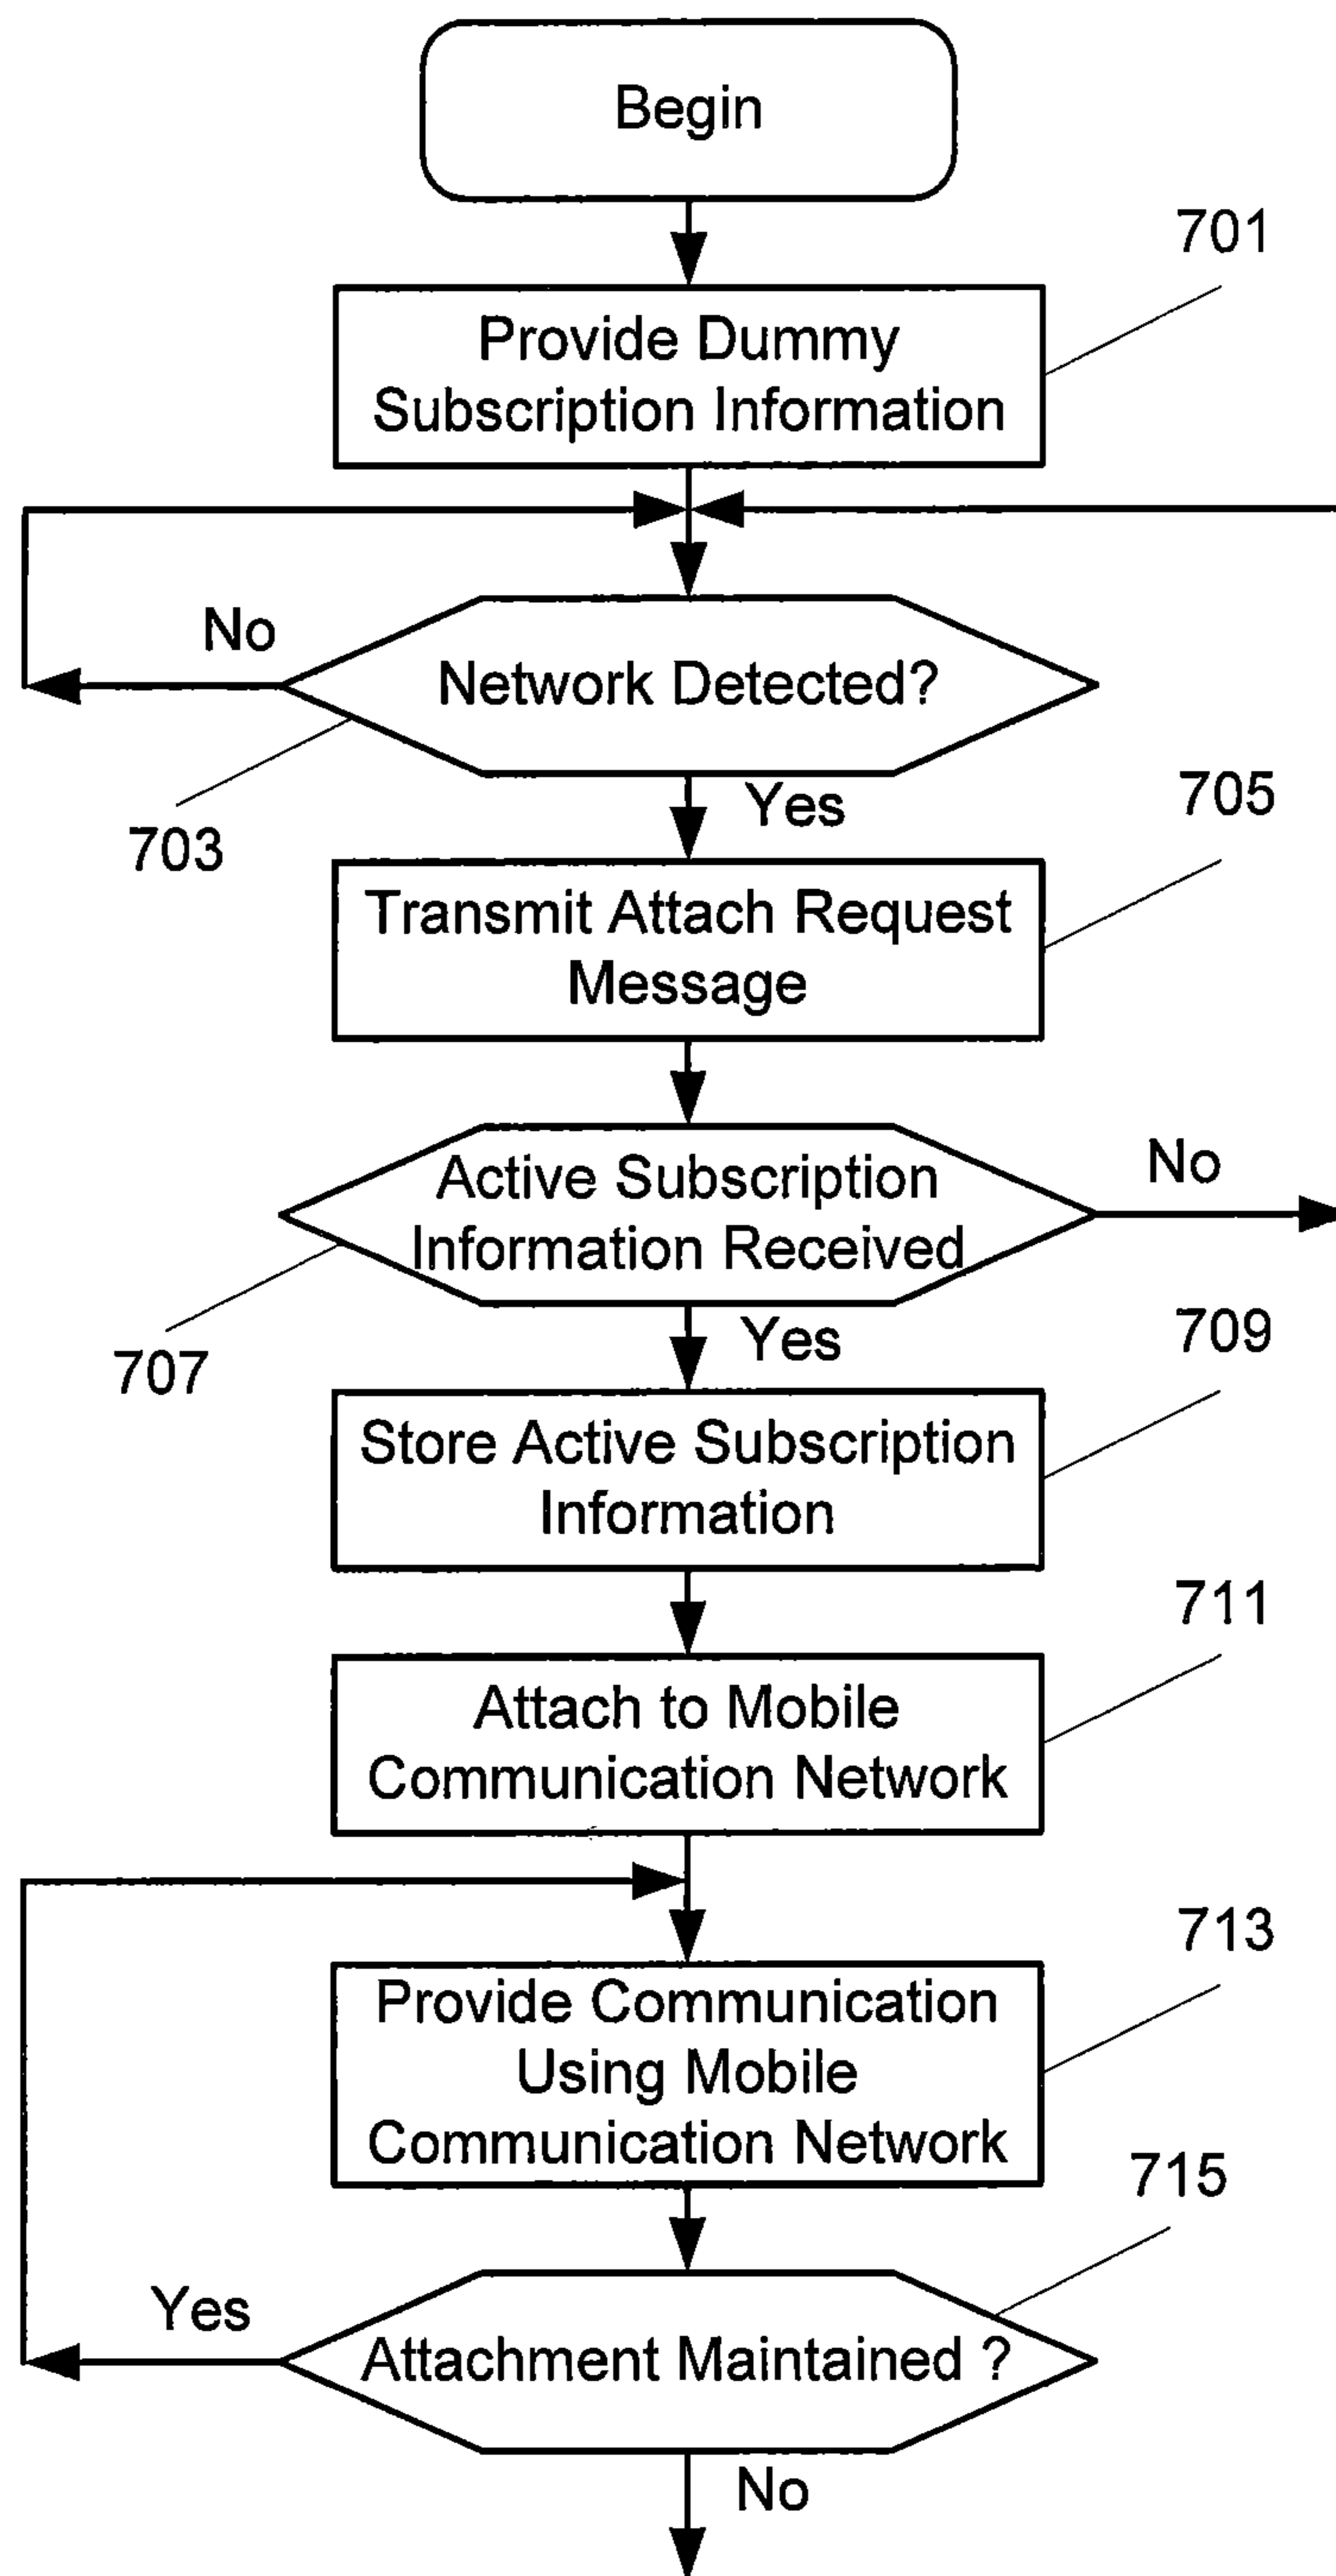 Begin
701
Provide Dummy
Subscription Information
No
Network Detected?
703
Yes
705
Transmit Attach Request
Message
Active Subscription
Information Received
No
707
Yes
709
Store Active Subscription
Information
711
Attach to Mobile
Communication Network
713
Provide Communication
Using Mobile
Communication Network
715
Yes
Attachment Maintained ?
No